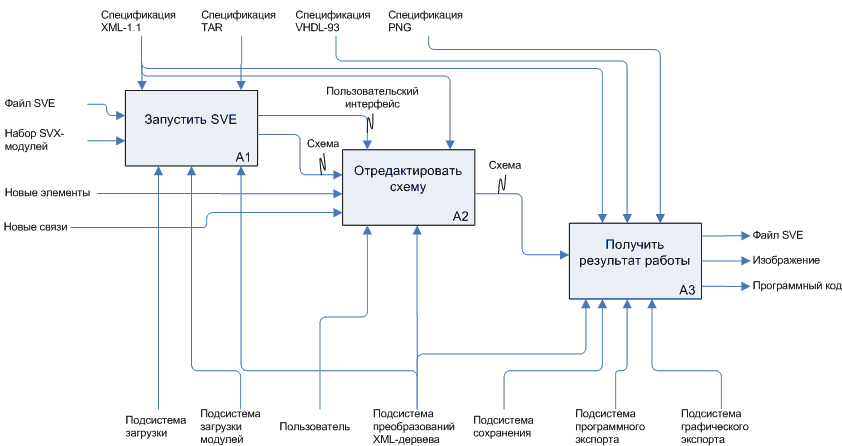 Спецификация
XML-1.1
Спецификация
TAR
Спецификация
VHDL-93
Спецификация
PNG
Файл SVE
Набор SVX-
модулей
Запустить SVE
A1
Пользовательский
интерфейс
Схема
Новые элементы
Новые связи
Отредактировать
схему
A2
Схема
Получить
результат работы
A3
Файл SVE
Изображение
Программный код
Подсистема
загрузки
Подсистема
загрузки
модулей
Пользователь
Подсистема
преобразований
XML-дервева
Подсистема
сохранения
Подсистема
программного
экспорта
Подсистема
графического
экспорта